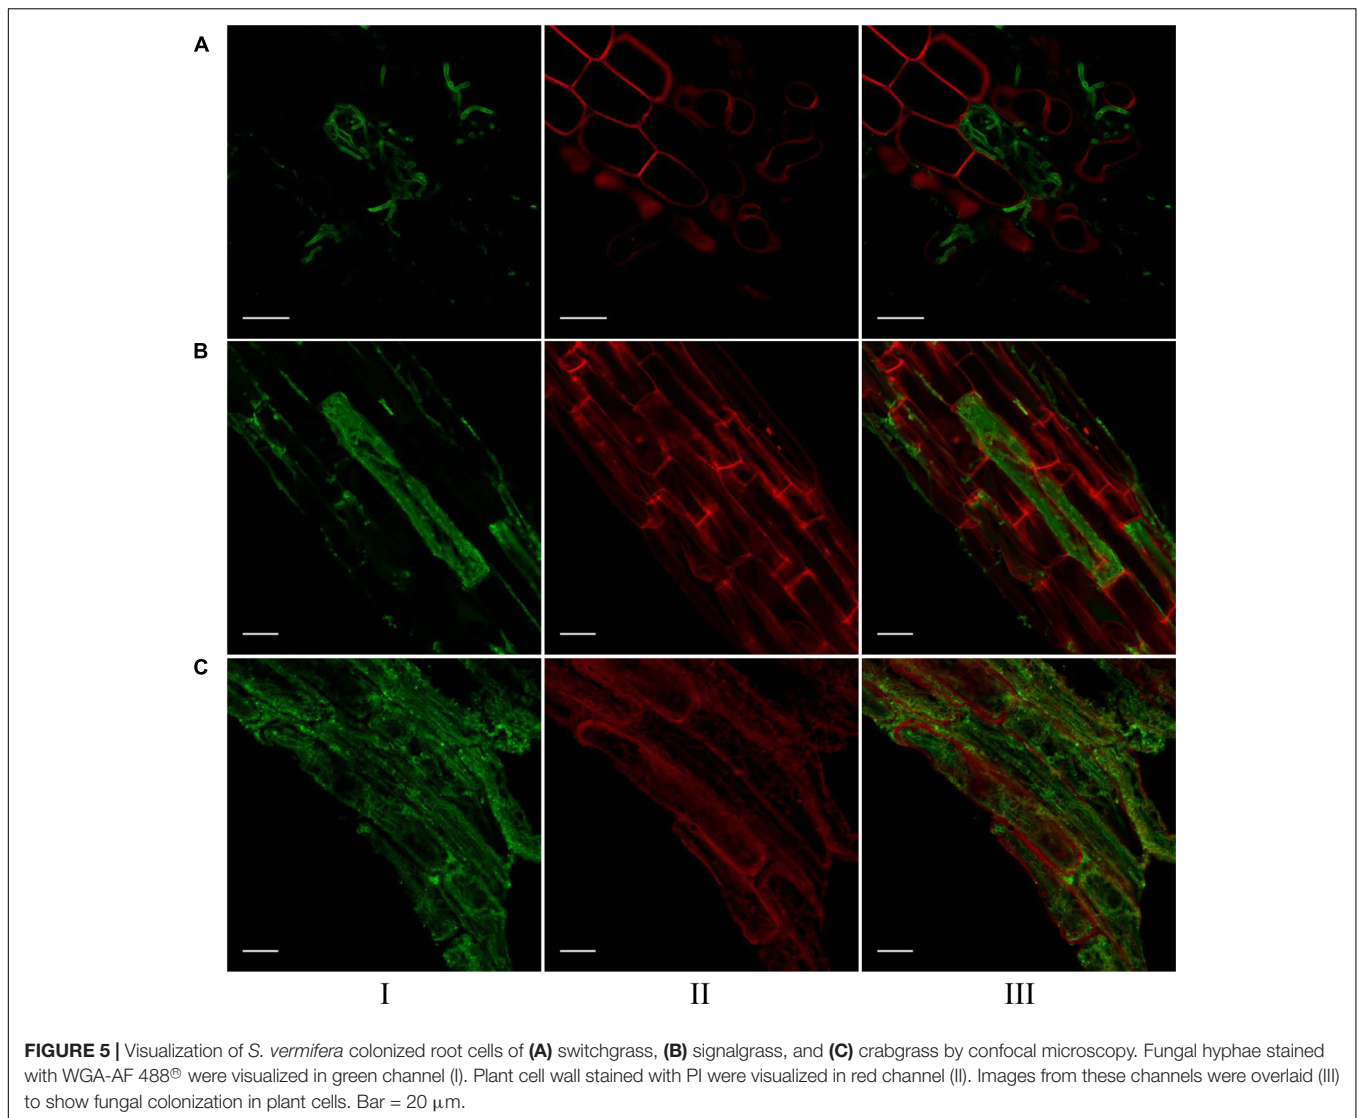 A
B
C
I II III
FIGURE 5 | Visualization of S. vermifera colonized root cells of (A) switchgrass, (B) signalgrass, and (C) crabgrass by confocal microscopy. Fungal hyphae stained
with WGA-AF 488® were visualized in green channel (I). Plant cell wall stained with PI were visualized in red channel (II). Images from these channels were overlaid (III)
to show fungal colonization in plant cells. Bar = 20 μm.